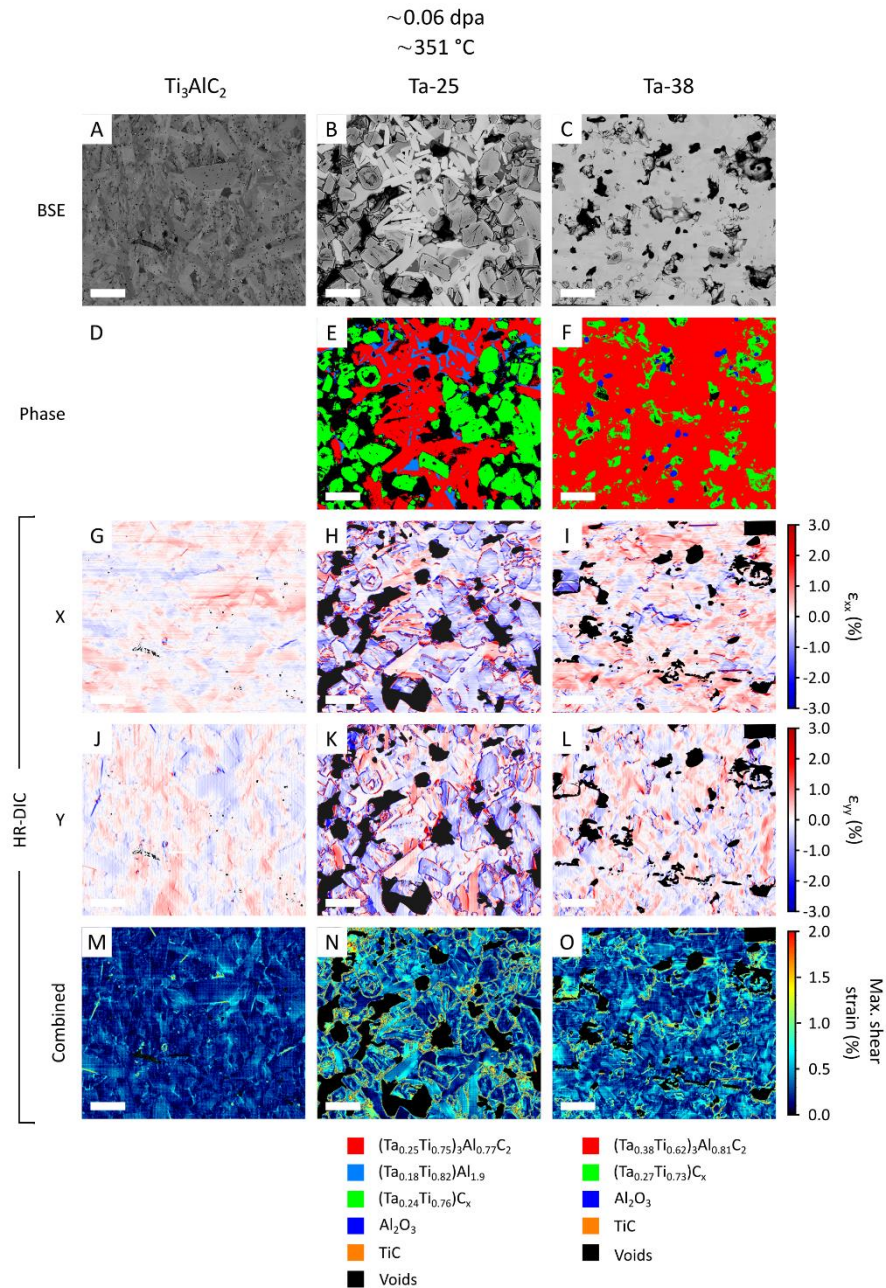 ~0.06 dpa
~351 °C
Ti₃AlC₂ Ta-25 Ta-38
BSE A B C
Phase D E F
HR-DIC
X G H I
3.0
2.0
1.0
0.0
-1.0
-2.0
-3.0
εxx (%)
Y J K L
3.0
2.0
1.0
0.0
-1.0
-2.0
-3.0
εyy (%)
Combined M N O
2.0
1.5
1.0
0.5
0.0
Max. shear
strain (%)
(Ta₀.₂₅Ti₀.₇₅)₃Al₀.₇₇C₂
(Ta₀.₁₈Ti₀.₈₂)Al₁.₉
(Ta₀.₂₄Ti₀.₇₆)Cₓ
Al₂O₃
TiC
Voids
(Ta₀.₃₈Ti₀.₆₂)₃Al₀.₈₁C₂
(Ta₀.₂₇Ti₀.₇₃)Cₓ
Al₂O₃
TiC
Voids